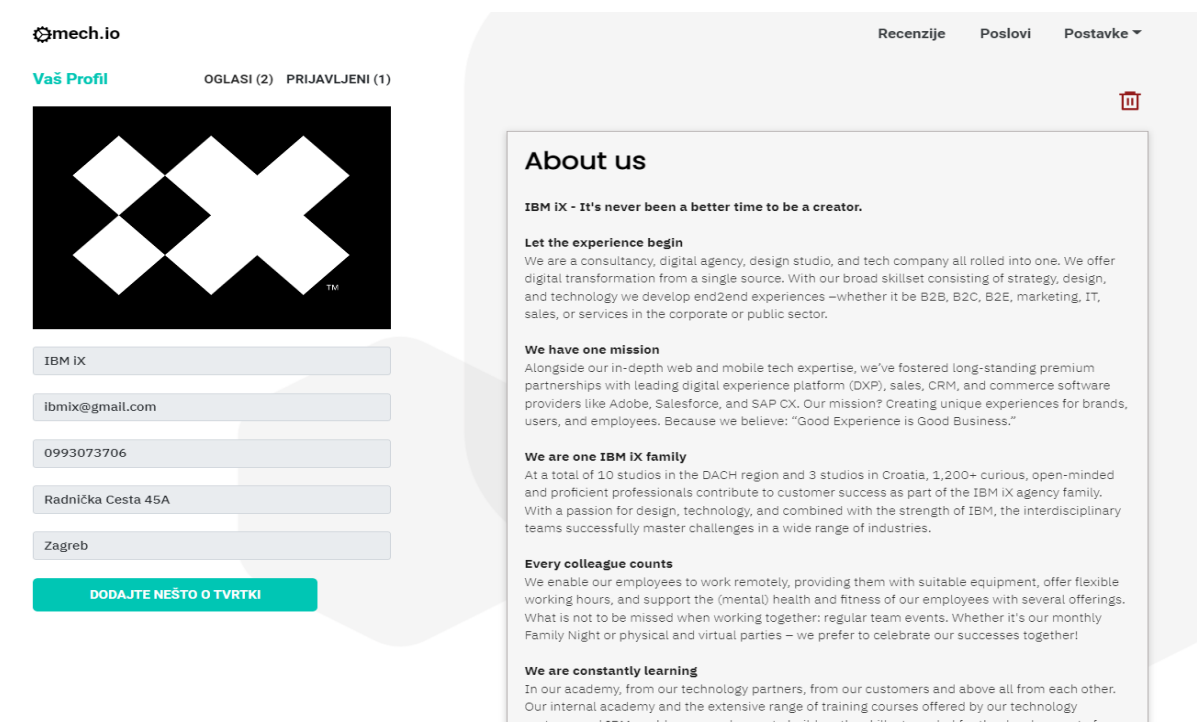 mech.io
Recenzije Poslovi Postavke
Vaš Profil OGLASI (2) PRIJAVLJENI (1)
TM
IBM iX
ibmix@gmail.com
0993073706
Radnička Cesta 45A
Zagreb
DODAJTE NEŠTO O TVRTKI
About us
IBM iX - It's never been a better time to be a creator.
Let the experience begin
We are a consultancy, digital agency, design studio, and tech company all rolled into one. We offer
digital transformation from a single source. With our broad skillset consisting of strategy, design,
and technology we develop end2end experiences –whether it be B2B, B2C, B2E, marketing, IT,
sales, or services in the corporate or public sector.
We have one mission
Alongside our in-depth web and mobile tech expertise, we’ve fostered long-standing premium
partnerships with leading digital experience platform (DXP), sales, CRM, and commerce software
providers like Adobe, Salesforce, and SAP CX. Our mission? Creating unique experiences for brands,
users, and employees. Because we believe: “Good Experience is Good Business.“
We are one IBM iX family
At a total of 10 studios in the DACH region and 3 studios in Croatia, 1,200+ curious, open-minded
and proficient professionals contribute to customer success as part of the IBM iX agency family.
With a passion for design, technology, and combined with the strength of IBM, the interdisciplinary
teams successfully master challenges in a wide range of industries.
Every colleague counts
We enable our employees to work remotely, providing them with suitable equipment, offer flexible
working hours, and support the (mental) health and fitness of our employees with several offerings.
What is not to be missed when working together: regular team events. Whether it's our monthly
Family Night or physical and virtual parties – we prefer to celebrate our successes together!
We are constantly learning
In our academy, from our technology partners, from our customers and above all from each other.
Our internal academy and the extensive range of training courses offered by our technology